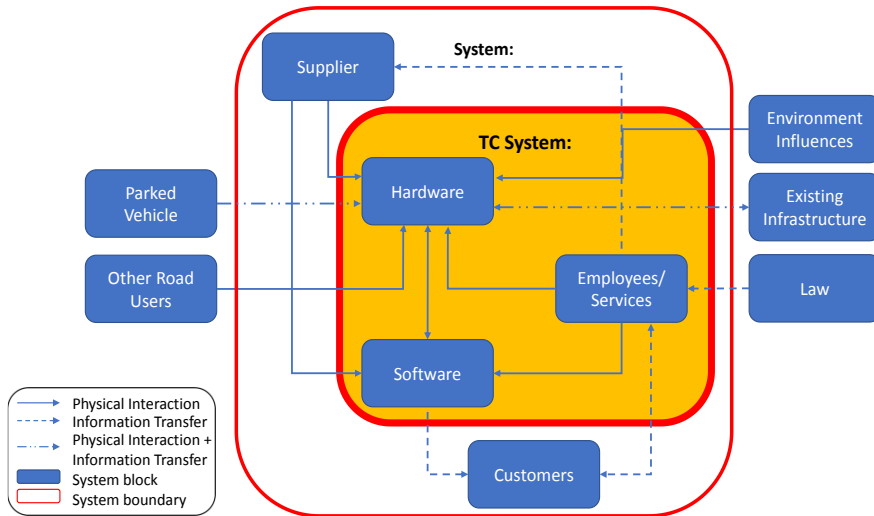 System:
Supplier
Environment
Influences
TC System:
Hardware
Parked
Vehicle
Existing
Infrastructure
Other Road
Users
Employees/
Services
Law
Software
Customers
Physical Interaction
Information Transfer
Physical Interaction +
Information Transfer
System block
System boundary